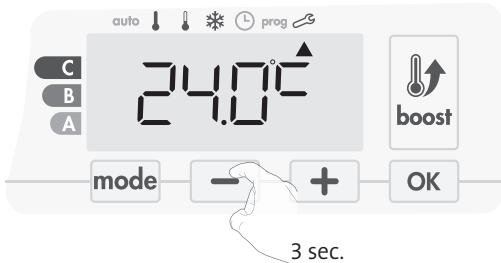 auto prog
C
B
A
24.0°C
boost
mode - + OK
3 sec.